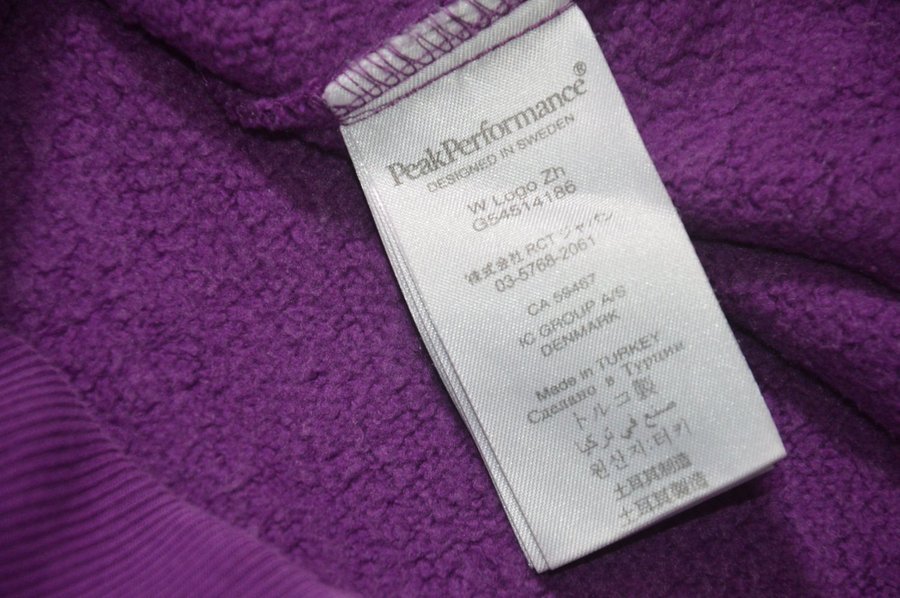 PeakPerformance®
DESIGNED IN SWEDEN
W Logo Zh
G54514186
株式会社 RCT ジャパン
03-5768-2061
CA 59467
IC GROUP A/S
DENMARK
Made in TURKEY
Сделано в Турции
トルコ製
صنع في تركيا
원산지:터키
土耳其制造
土耳其製造